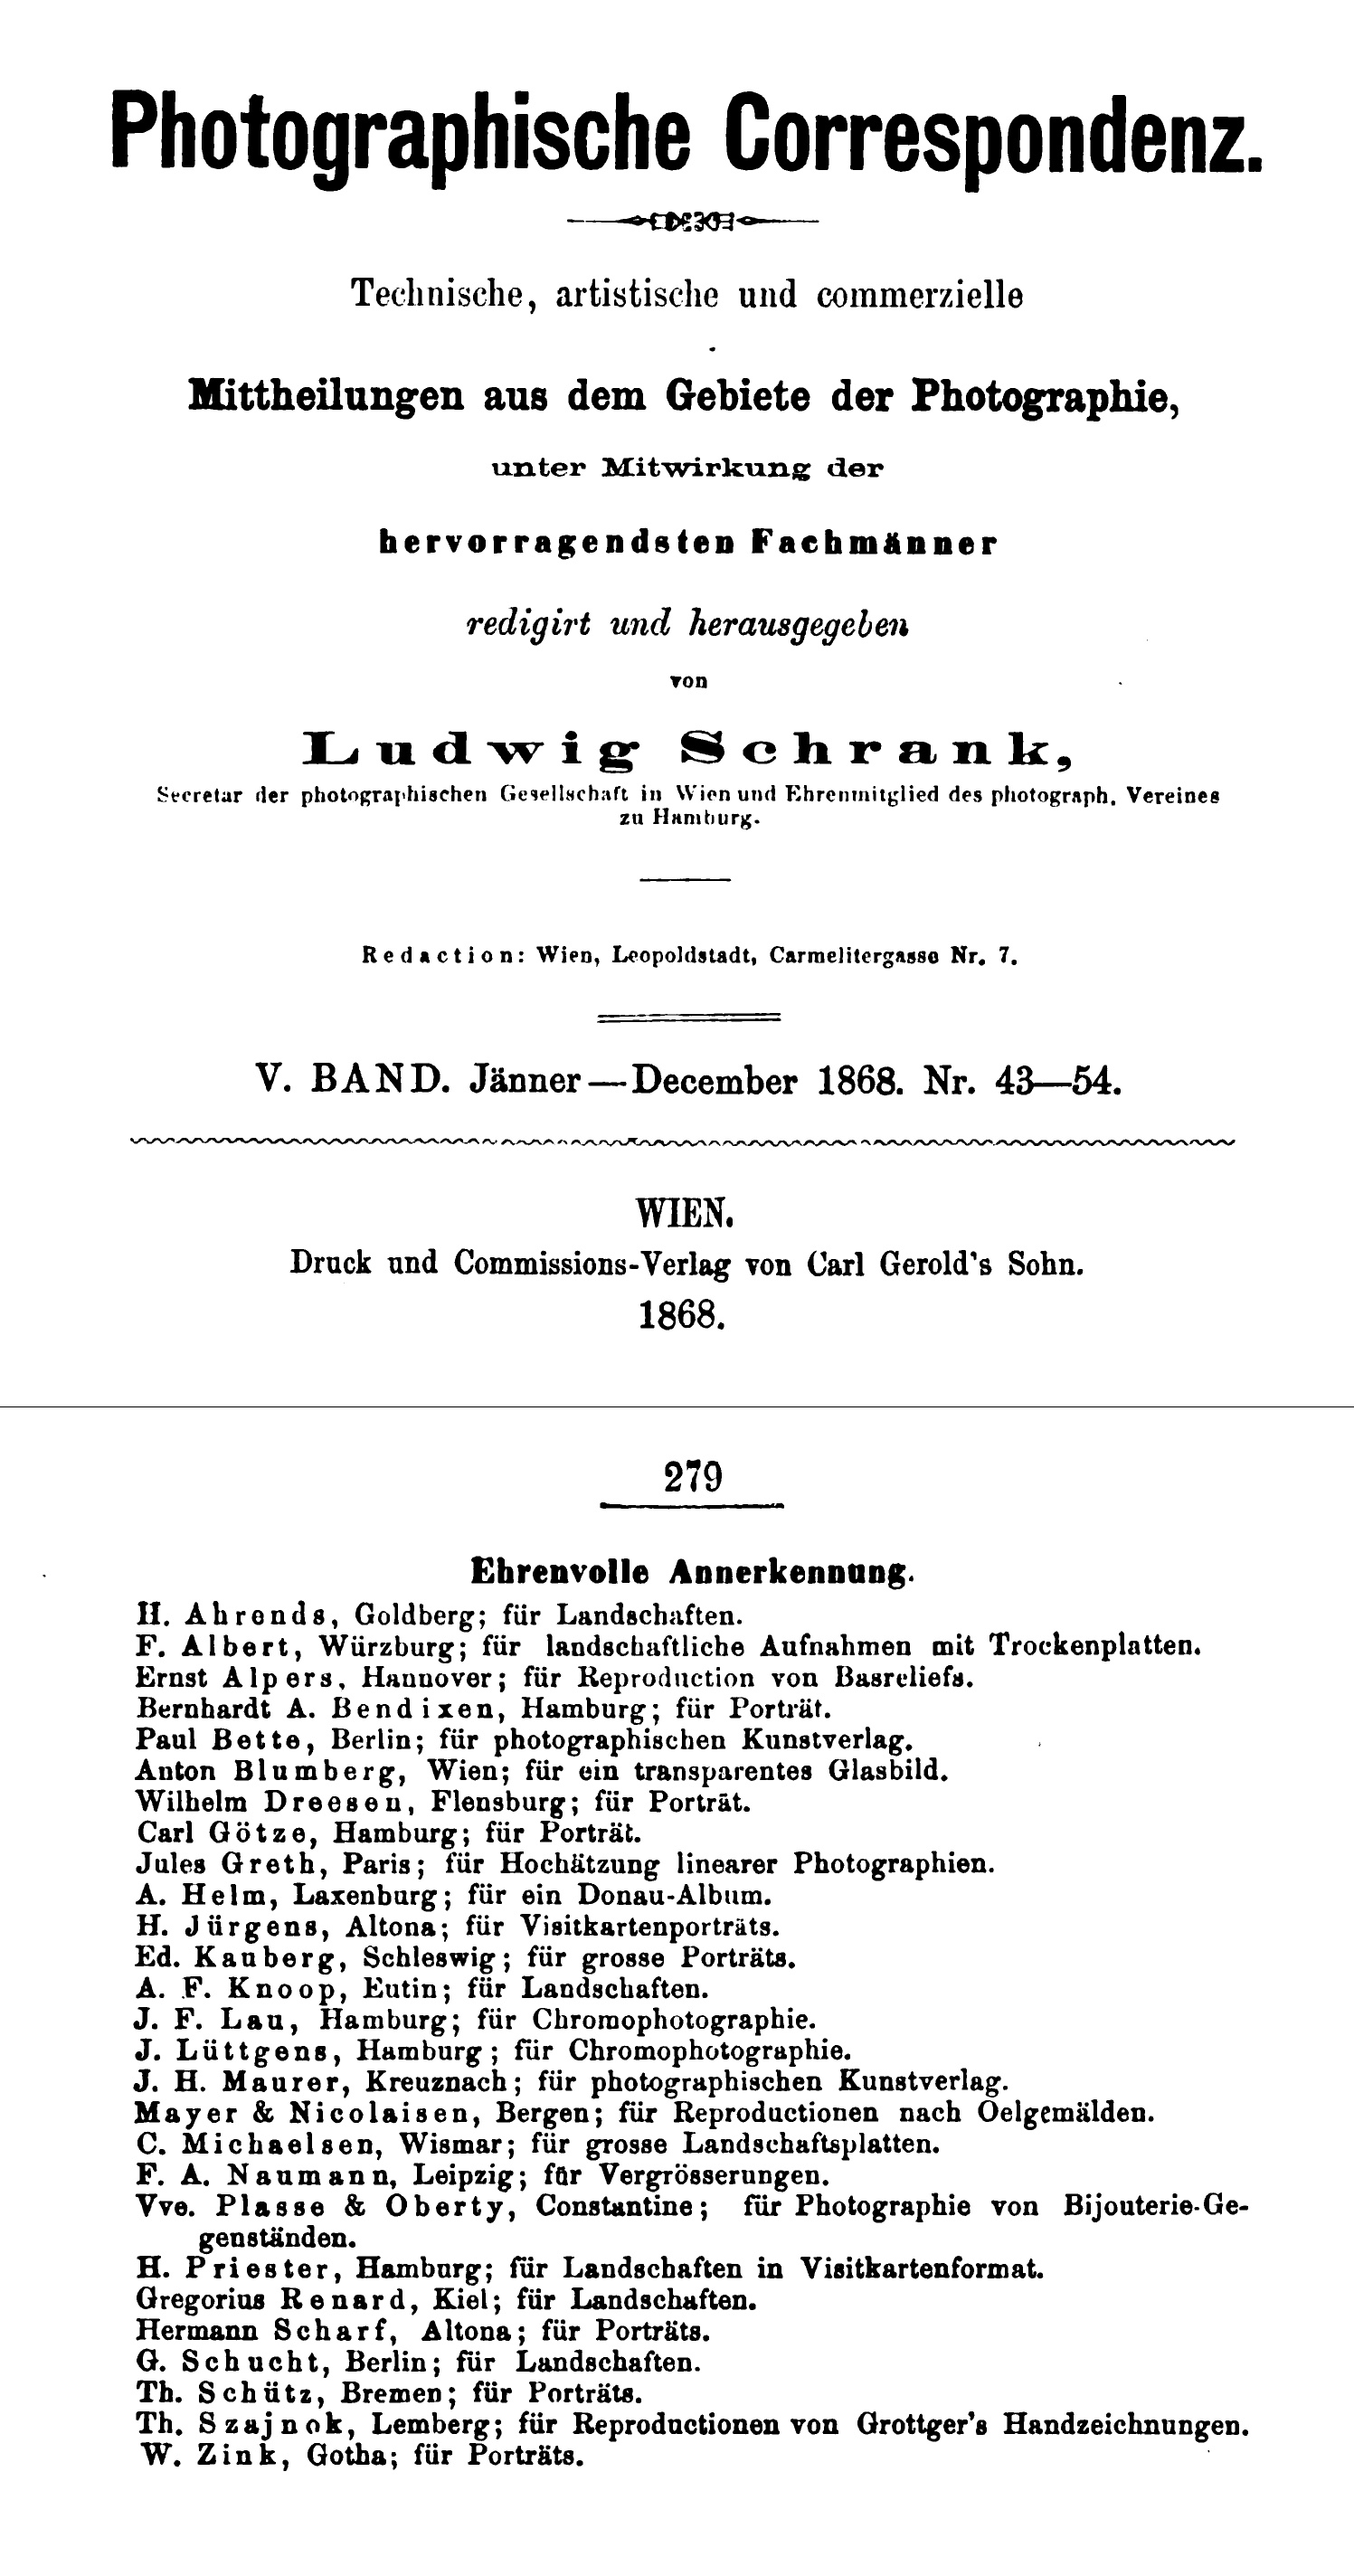 Photographische Correspondenz.
Technische, artistische und commerzielle
Mittheilungen aus dem Gebiete der Photographie,
unter Mitwirkung der
hervorragendsten Fachmänner
redigirt und herausgegeben
von
Ludwig Schrank,
Secretar der photographischen Gesellschaft in Wien und Ehrenmitglied des photograph. Vereines
zu Hamburg.
Redaction: Wien, Leopoldstadt, Carmelitergasse Nr. 7.
V. BAND. Jänner—December 1868. Nr. 43—54.
WIEN.
Druck und Commissions-Verlag von Carl Gerold's Sohn.
1868.
279
Ehrenvolle Annerkennung.
H. Ahrends, Goldberg; für Landschaften.
F. Albert, Würzburg; für landschaftliche Aufnahmen mit Trockenplatten.
Ernst Alpers, Hannover; für Reproduction von Basreliefs.
Bernhardt A. Bendixen, Hamburg; für Porträt.
Paul Bette, Berlin; für photographischen Kunstverlag.
Anton Blumberg, Wien; für ein transparentes Glasbild.
Wilhelm Dreesen, Flensburg; für Porträt.
Carl Götze, Hamburg; für Porträt.
Jules Greth, Paris; für Hochätzung linearer Photographien.
A. Helm, Laxenburg; für ein Donau-Album.
H. Jürgens, Altona; für Visitkartenporträts.
Ed. Kauberg, Schleswig; für grosse Porträts.
A. F. Knoop, Eutin; für Landschaften.
J. F. Lau, Hamburg; für Chromophotographie.
J. Lüttgens, Hamburg; für Chromophotographie.
J. H. Maurer, Kreuznach; für photographischen Kunstverlag.
Mayer & Nicolaisen, Bergen; für Reproductionen nach Oelgemälden.
C. Michaelsen, Wismar; für grosse Landschaftsplatten.
F. A. Naumann, Leipzig; für Vergrösserungen.
Vve. Plasse & Oberty, Constantine; für Photographie von Bijouterie-Ge-
genständen.
H. Priester, Hamburg; für Landschaften in Visitkartenformat.
Gregorius Renard, Kiel; für Landschaften.
Hermann Scharf, Altona; für Porträts.
G. Schucht, Berlin; für Landschaften.
Th. Schütz, Bremen; für Porträts.
Th. Szajnok, Lemberg; für Reproductionen von Grottger's Handzeichnungen.
W. Zink, Gotha; für Porträts.